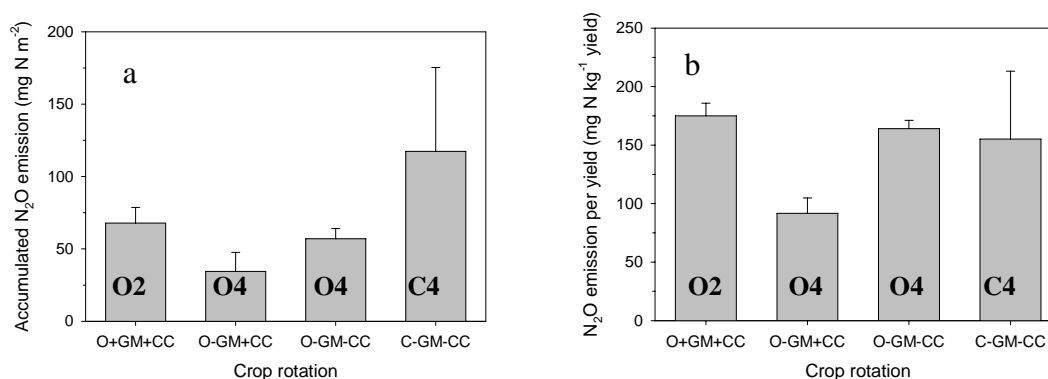 Accumulated N₂O emission (mg N m⁻²)
200
150
100
50
0
a
O2
O4
O4
C4
O+GM+CC
O-GM+CC
O-GM-CC
C-GM-CC
Crop rotation
N₂O emission per yield (mg N kg⁻¹ yield)
250
200
150
100
50
0
b
O2
O4
O4
C4
O+GM+CC
O-GM+CC
O-GM-CC
C-GM-CC
Crop rotation